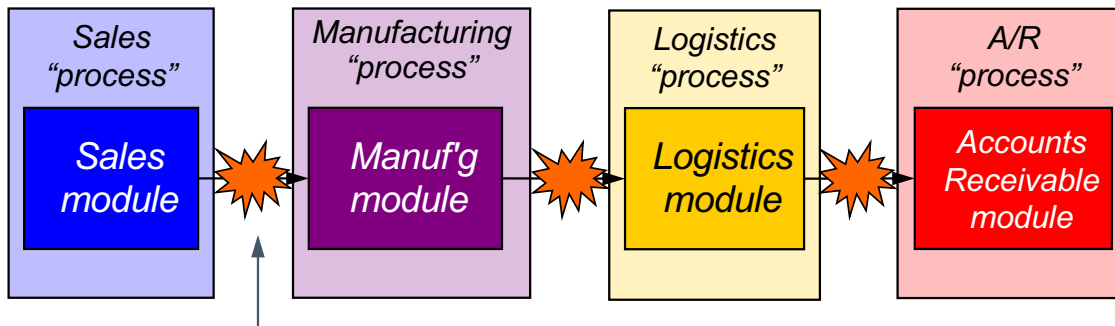 Sales
“process”
Sales
module
Manufacturing
“process”
Manuf'g
module
Logistics
“process”
Logistics
module
A/R
“process”
Accounts
Receivable
module